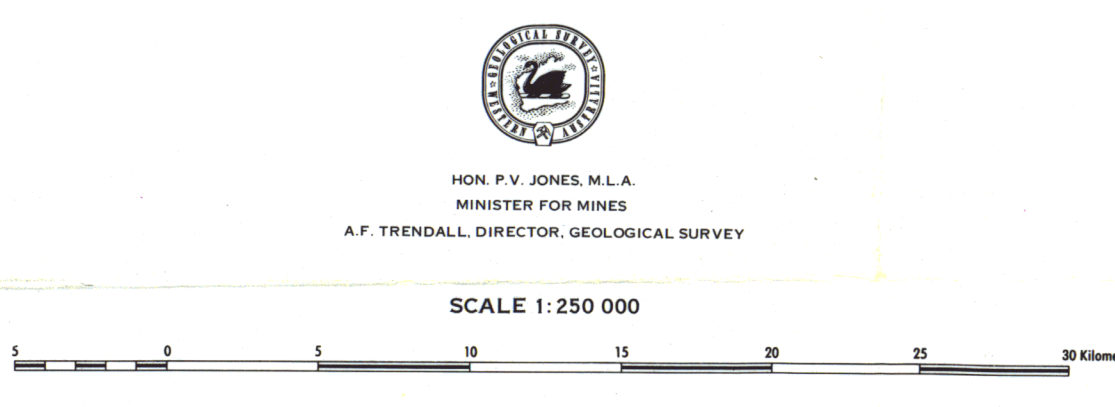 WESTERN ☆ GEOLOGICAL SURVEY ☆ AUSTRALIA
HON. P.V. JONES, M.L.A.
MINISTER FOR MINES
A.F. TRENDALL, DIRECTOR, GEOLOGICAL SURVEY
SCALE 1:250 000
5 0 5 10 15 20 25 30 Kilome